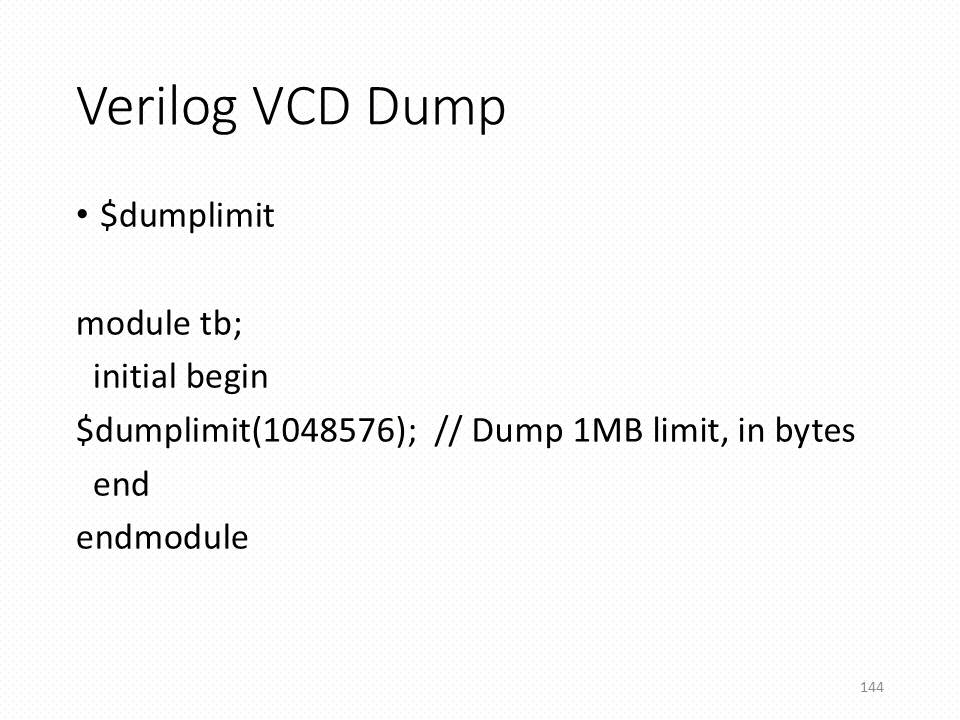 Verilog VCD Dump
• $dumplimit
module tb;
initial begin
$dumplimit(1048576);  // Dump 1MB limit, in bytes
end
endmodule
144